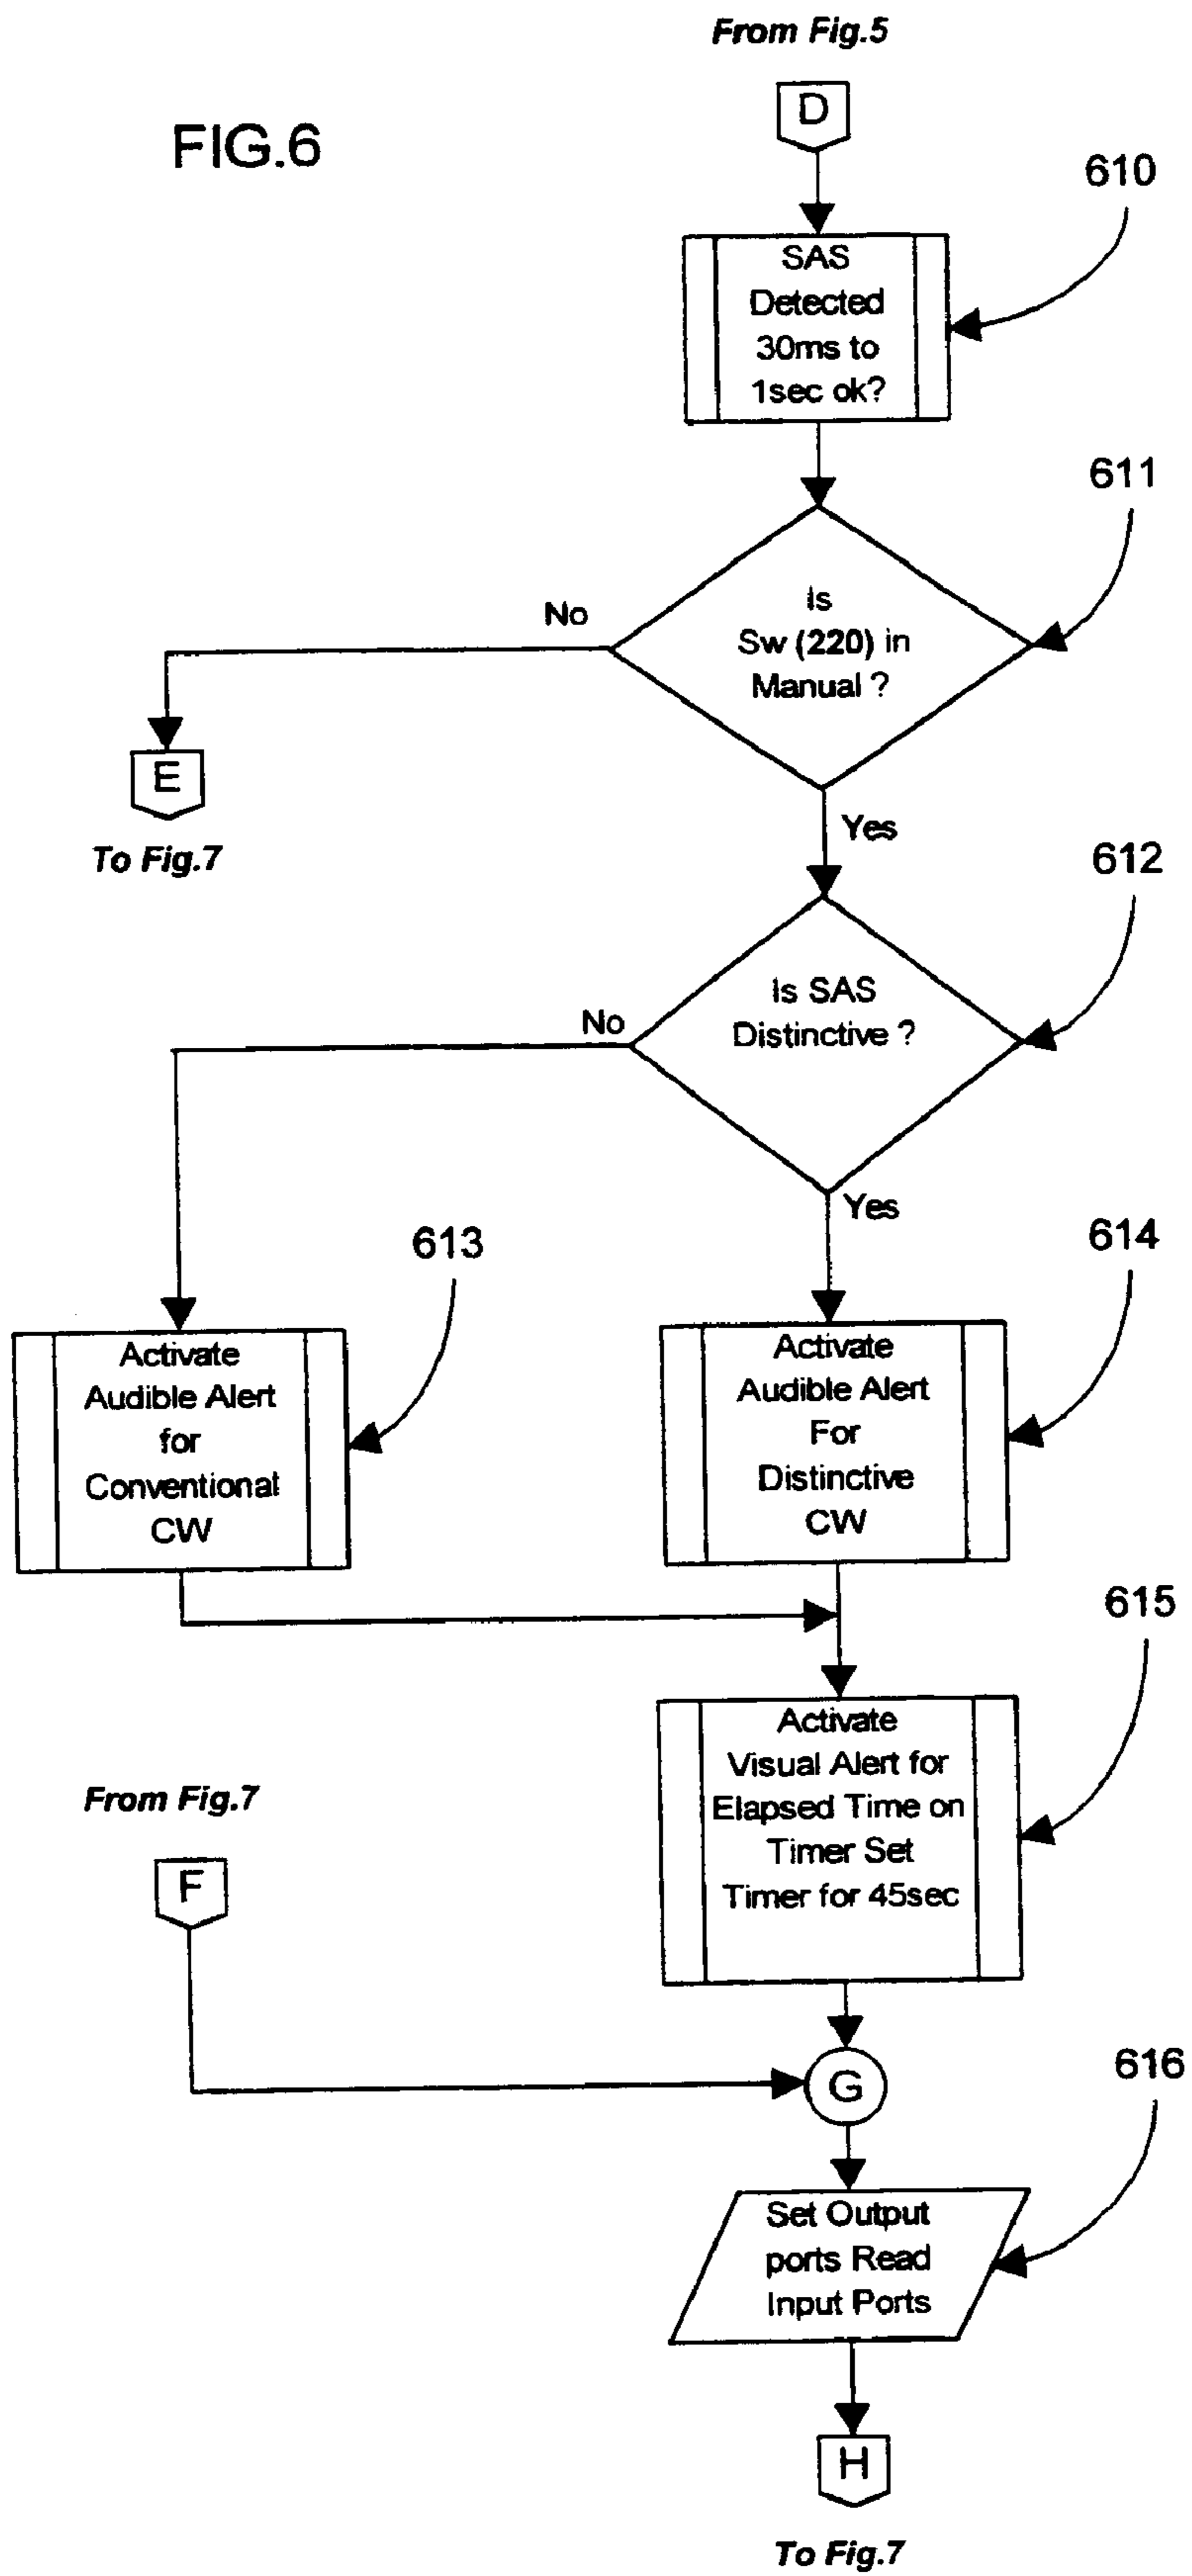 From Fig.5
D
FIG.6
610
SAS
Detected
30ms to
1sec ok?
611
Is
Sw (220) in
Manual ?
No
E
To Fig.7
Yes
612
Is SAS
Distinctive ?
No
Yes
613
Activate
Audible Alert
for
Conventional
CW
614
Activate
Audible Alert
For
Distinctive
CW
615
Activate
Visual Alert for
Elapsed Time on
Timer Set
Timer for 45sec
From Fig.7
F
G
616
Set Output
ports Read
Input Ports
H
To Fig.7